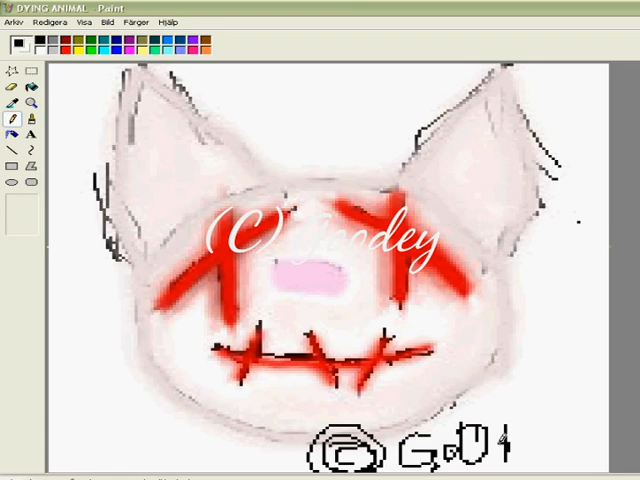 DYING ANIMAL - Paint
Arkiv Redigera Visa Bild Färger Hjälp
(C) Goodey